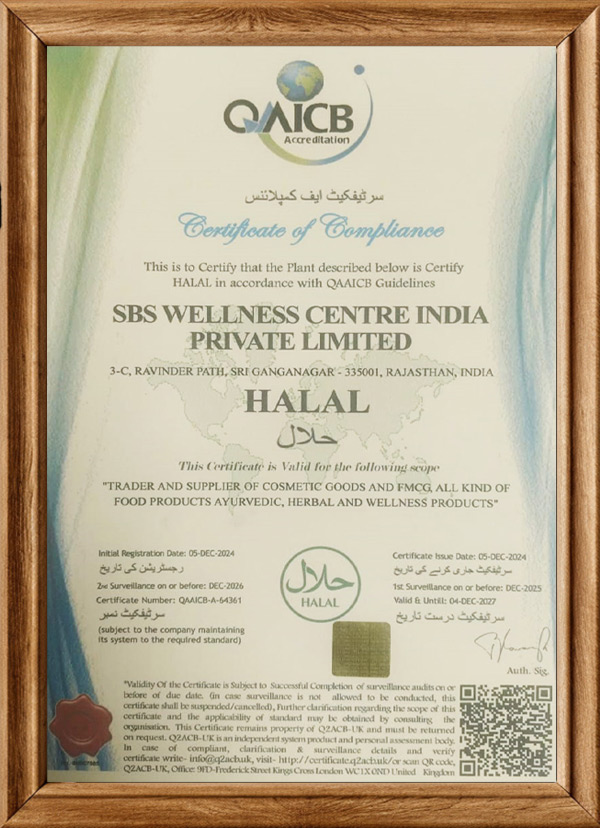 QAICB
Accreditation
سرٹیفکیٹ ایف کمپلائنس
Certificate of Compliance
This is to Certify that the Plant described below is Certify
HALAL in accordance with QAAICB Guidelines
SBS WELLNESS CENTRE INDIA
PRIVATE LIMITED
3-C, RAVINDER PATH, SRI GANGANAGAR - 335001, RAJASTHAN, INDIA
HALAL
حلال
This Certificate is Valid for the following scope
"TRADER AND SUPPLIER OF COSMETIC GOODS AND FMCG, ALL KIND OF
FOOD PRODUCTS AYURVEDIC, HERBAL AND WELLNESS PRODUCTS"
Initial Registration Date: 05-DEC-2024
رجسٹریشن کی تاریخ
2nd Surveillance on or before: DEC-2026
Certificate Number: QAAICB-A-64361
سرٹیفکیٹ نمبر
(subject to the company maintaining
its system to the required standard)
حلال
HALAL
Certificate Issue Date: 05-DEC-2024
سرٹیفکیٹ جاری کرنے کی تاریخ
1st Surveillance on or before: DEC-2025
Valid & Until: 04-DEC-2027
سرٹیفکیٹ درست تاریخ
Auth. Sig.
"Validity Of the Certificate is Subject to Successful Completion of surveillance audits on or
before of due date. (in case surveillance is not allowed to be conducted, this
certificate shall be suspended/cancelled), Further clarification regarding the scope of this
certificate and the applicability of standard may be obtained by consulting the
organisation. This Certificate remains property of Q2ACB-UK and must be returned
on request. Q2ACB-UK is an independent system product and personal assessment body.
In case of compliant, clarification & surveillance details and verify
certificate write- info@q2acb.uk, visit- http://certificate.q2acb.uk/or scan QR code,
Q2ACB-UK, Office: 9FD-Frederick Street Kings Cross London WC1X0ND United Kingdom